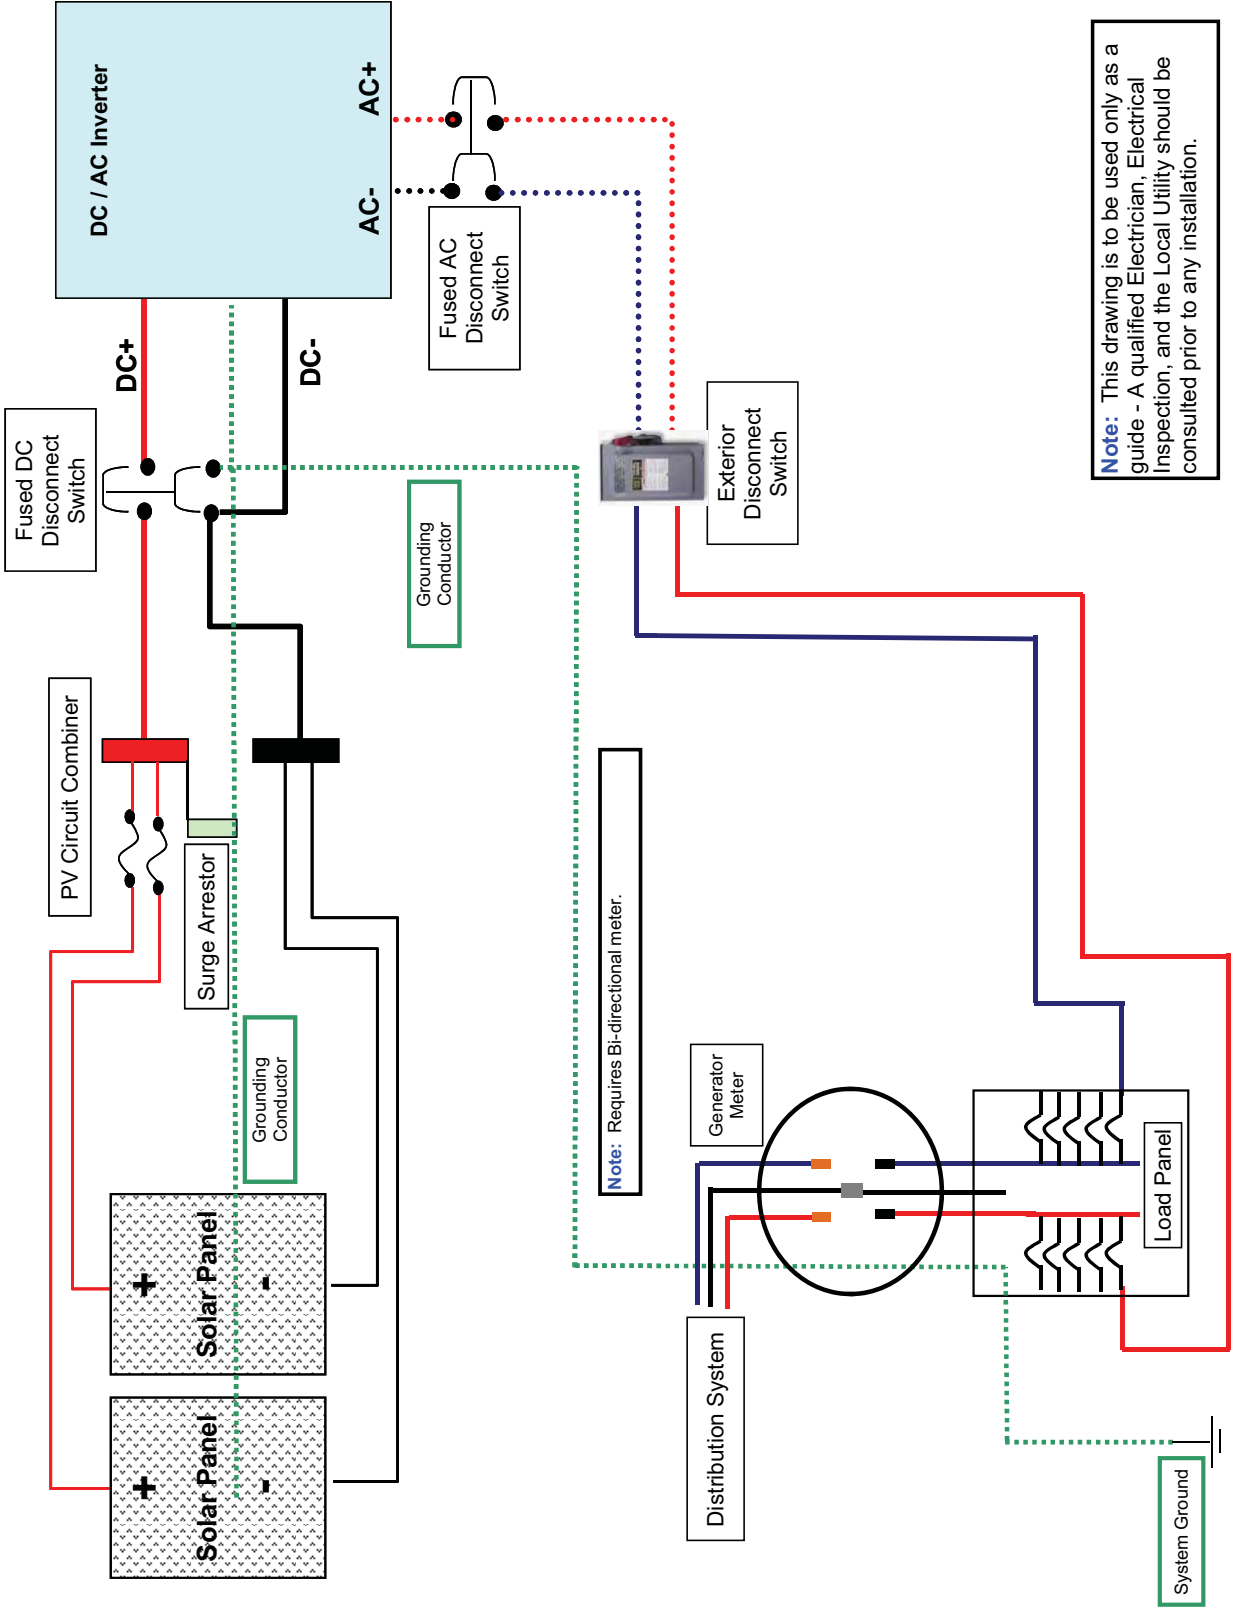 Solar Panel
+
-
Solar Panel
+
-
PV Circuit Combiner
Surge Arrestor
Grounding
Conductor
Fused DC
Disconnect
Switch
DC+
DC-
DC / AC Inverter
AC-
AC+
Fused AC
Disconnect
Switch
Grounding
Conductor
Exterior
Disconnect
Switch
Note: Requires Bi-directional meter.
Generator
Meter
Distribution System
Load Panel
System Ground
Note: This drawing is to be used only as a
guide - A qualified Electrician, Electrical
Inspection, and the Local Utility should be
consulted prior to any installation.